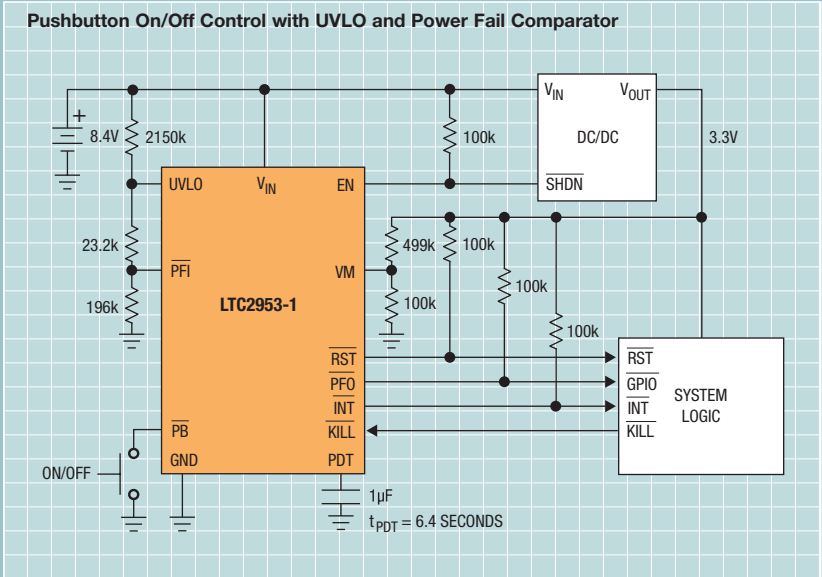 Pushbutton On/Off Control with UVLO and Power Fail Comparator
VIN
VOUT
DC/DC
SHDN
+
8.4V
2150k
100k
3.3V
UVLO
VIN
EN
23.2k
499k
100k
PFI
VM
196k
LTC2953-1
100k
100k
100k
RST
RST
PFO
GPIO
INT
INT
KILL
KILL
SYSTEM
LOGIC
PB
GND
PDT
ON/OFF
1µF
tPDT = 6.4 SECONDS